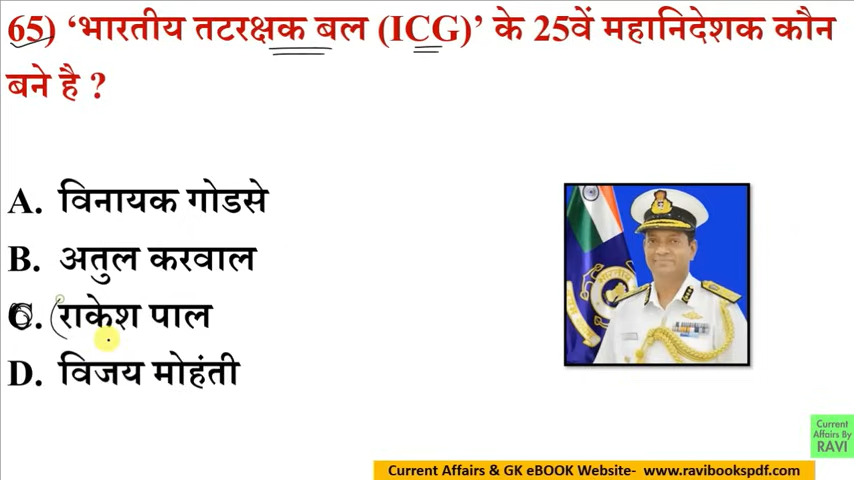 65) ‘भारतीय तटरक्षक बल (ICG)’ के 25वें महानिदेशक कौन
बने है ?
A. विनायक गोडसे
B. अतुल करवाल
C. राकेश पाल
D. विजय मोहंती
Current
Affairs By
RAVI
Current Affairs & GK eBOOK Website- www.ravibookspdf.com